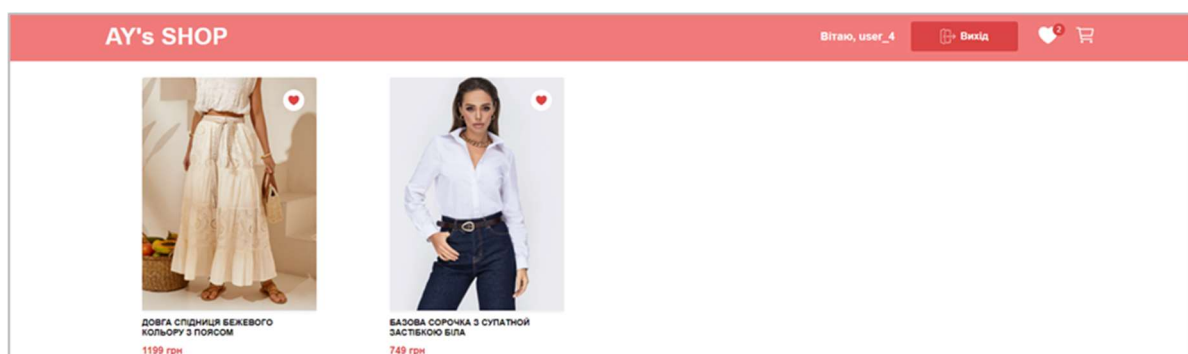 AY's SHOP
Вітаю, user_4
Вихід
2
ДОВГА СПІДНИЦЯ БЕЖЕВОГО
КОЛЬОРУ З ПОЯСОМ
1199 грн
БАЗОВА СОРОЧКА З СУПАТНОЙ
ЗАСТІБКОЮ БІЛА
749 грн